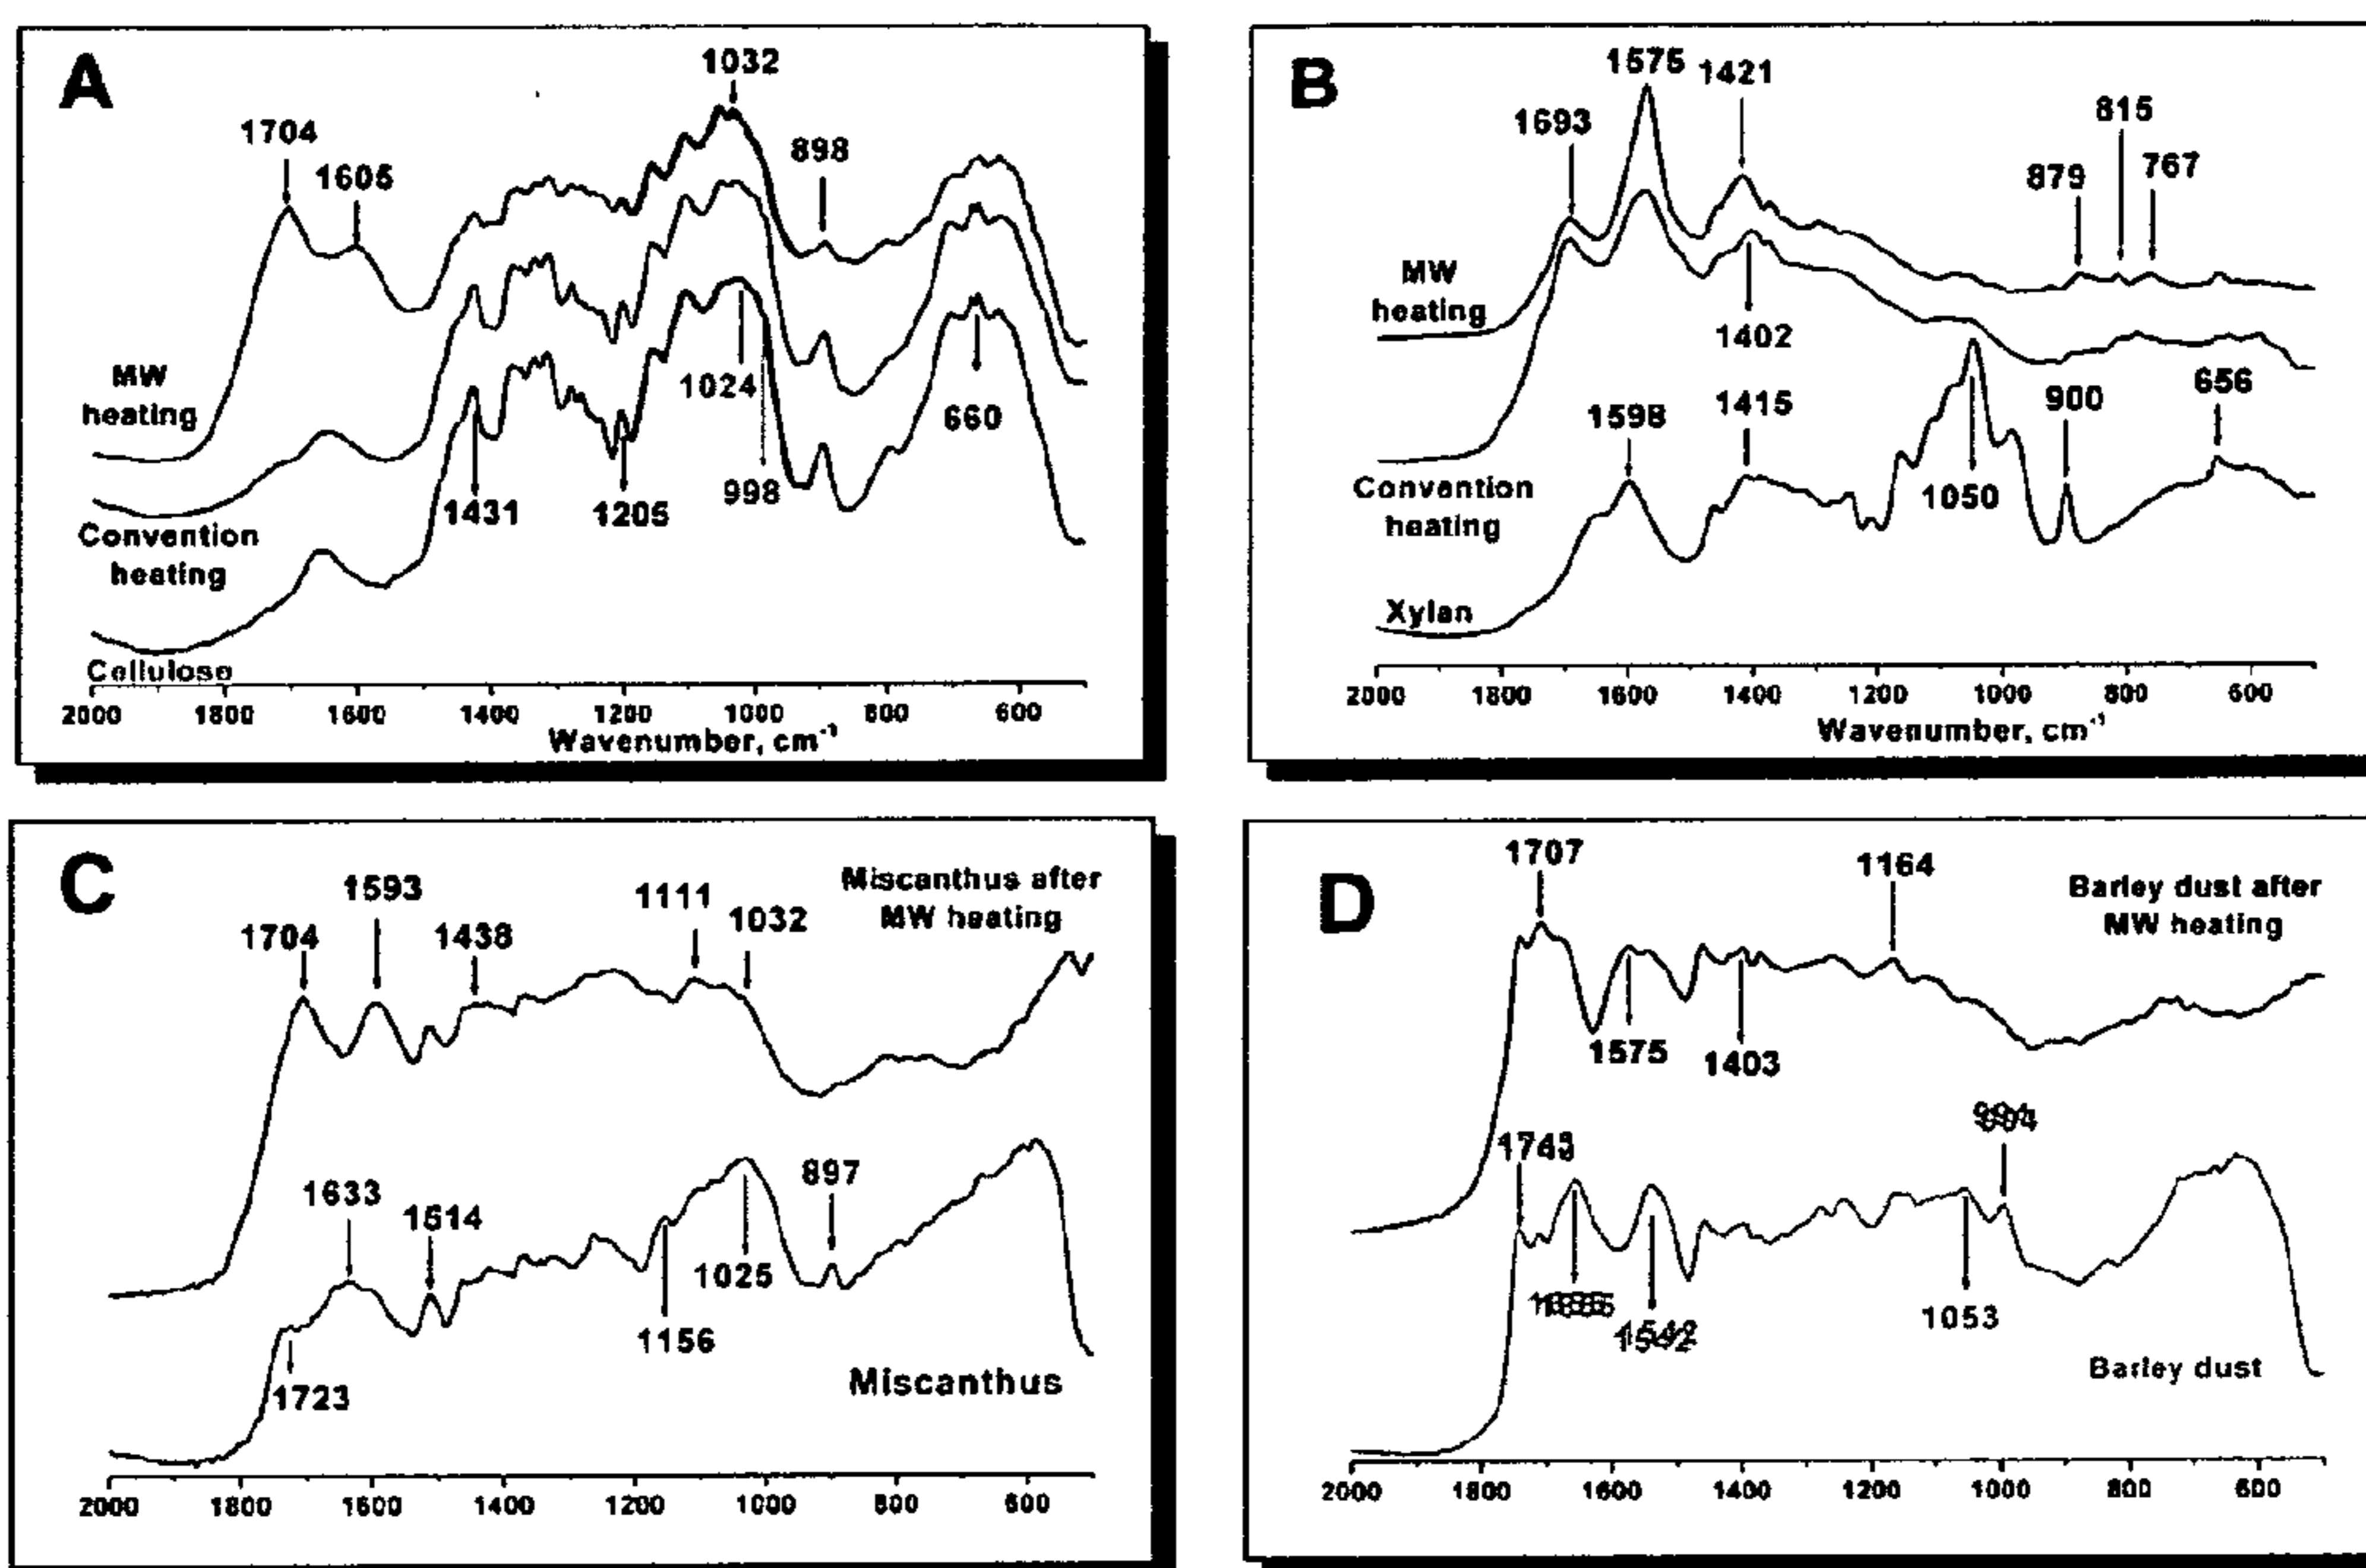 A
1032
1704
1605
898
MW
heating
1024
660
998
1431
1205
Convention
heating
Cellulose
2000 1800 1600 1400 1200 1000 800 600
Wavenumber, cm-1
B
1575
1421
1693
815
879
767
MW
heating
1402
1598
1415
900
656
Convention
heating
1050
Xylan
2000 1800 1600 1400 1200 1000 800 600
Wavenumber, cm-1
C
Miscanthus after
MW heating
1704
1593
1438
1111
1032
1633
1514
897
1025
1156
1723
Miscanthus
2000 1800 1600 1400 1200 1000 800 600
D
1707
1164
Barley dust after
MW heating
1575
1403
1053
Barley dust
2000 1800 1600 1400 1200 1000 800 600